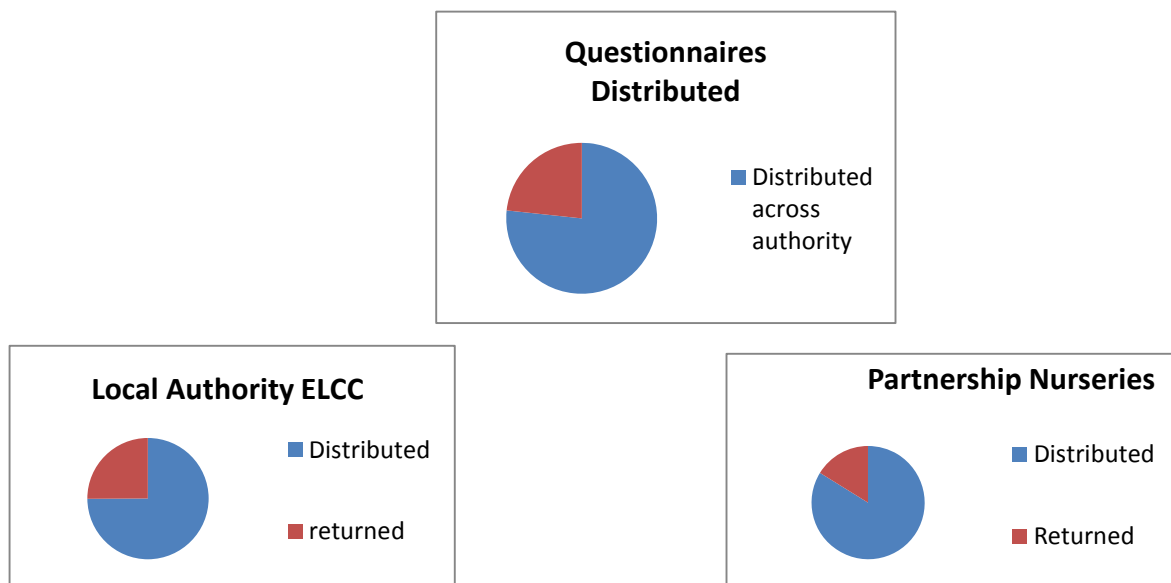 Questionnaires
Distributed
Distributed
across
authority
Local Authority ELCC
Distributed
returned
Partnership Nurseries
Distributed
Returned